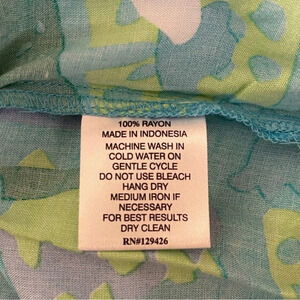 100% RAYON
MADE IN INDONESIA
MACHINE WASH IN
COLD WATER ON
GENTLE CYCLE
DO NOT USE BLEACH
HANG DRY
MEDIUM IRON IF
NECESSARY
FOR BEST RESULTS
DRY CLEAN
RN#129426